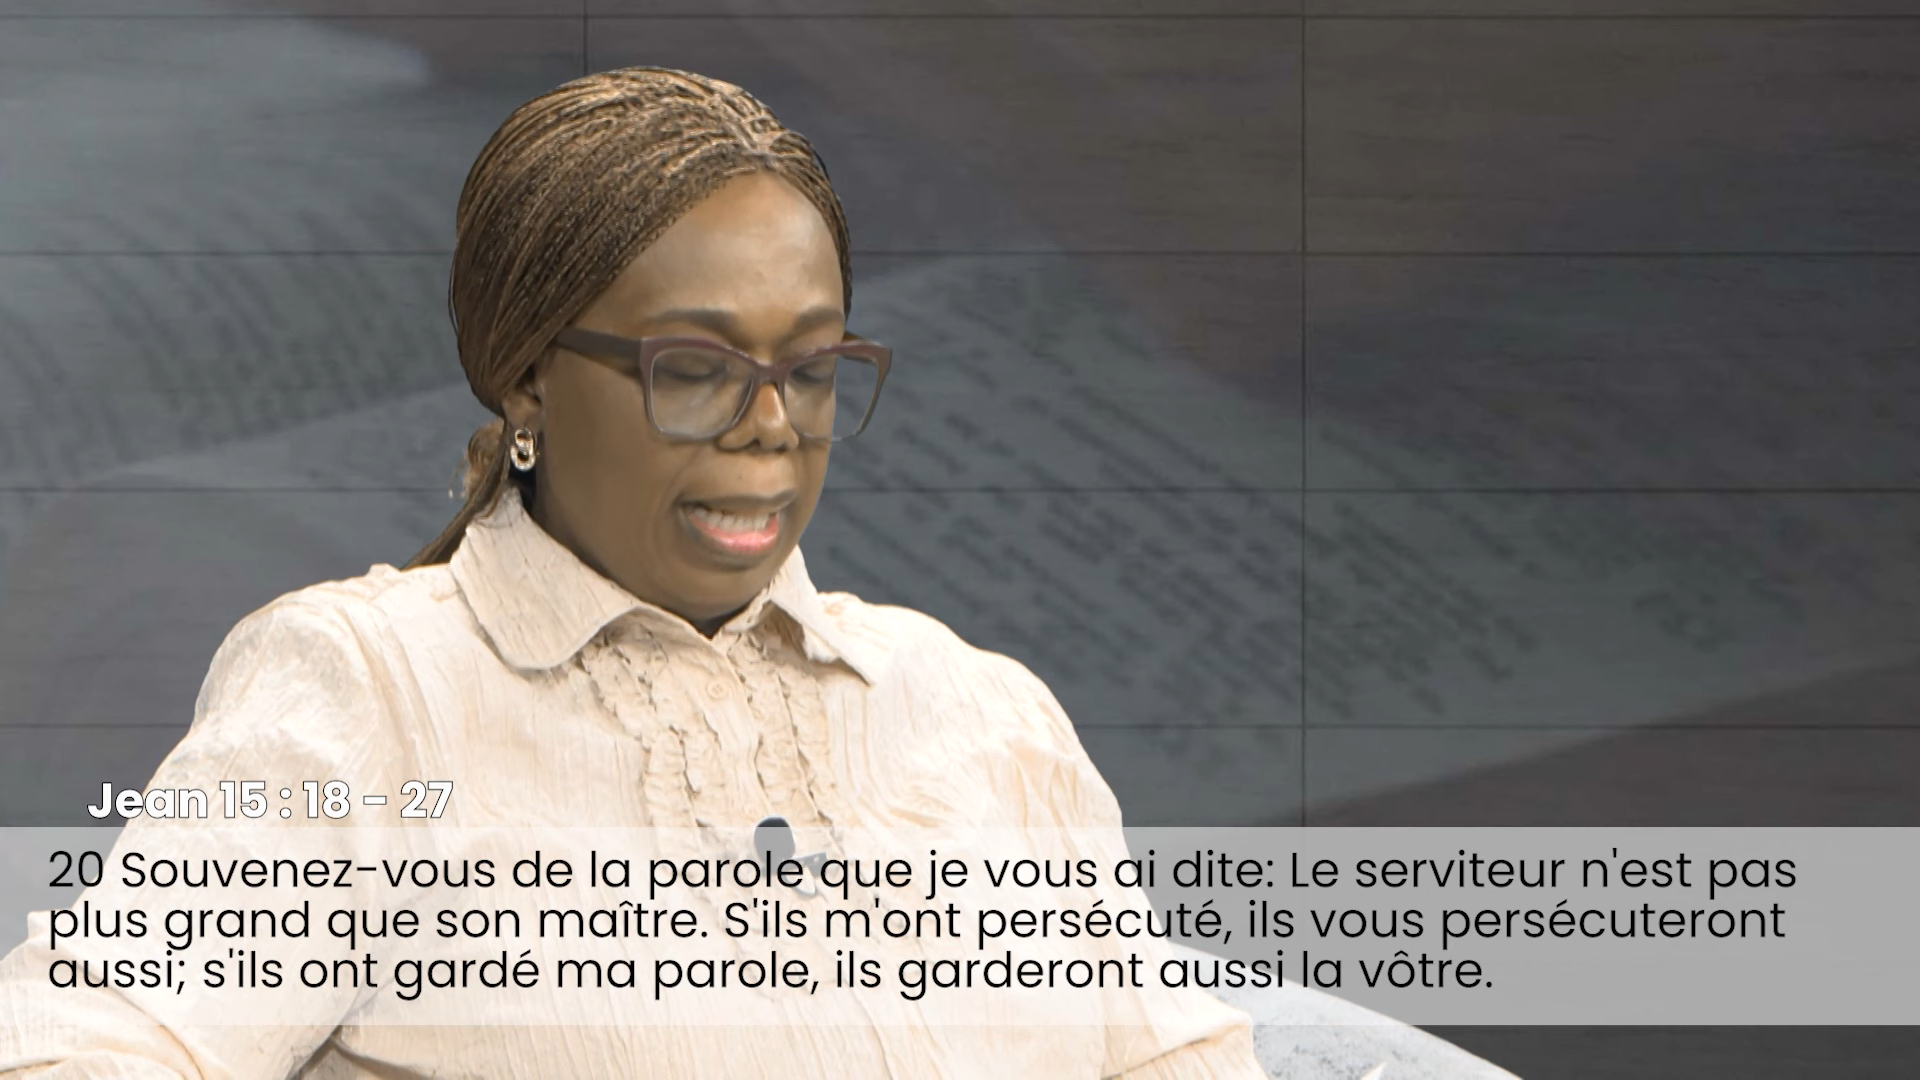 Jean 15 : 18 - 27
20 Souvenez-vous de la parole que je vous ai dite: Le serviteur n'est pas
plus grand que son maître. S'ils m'ont persécuté, ils vous persécuteront
aussi; s'ils ont gardé ma parole, ils garderont aussi la vôtre.